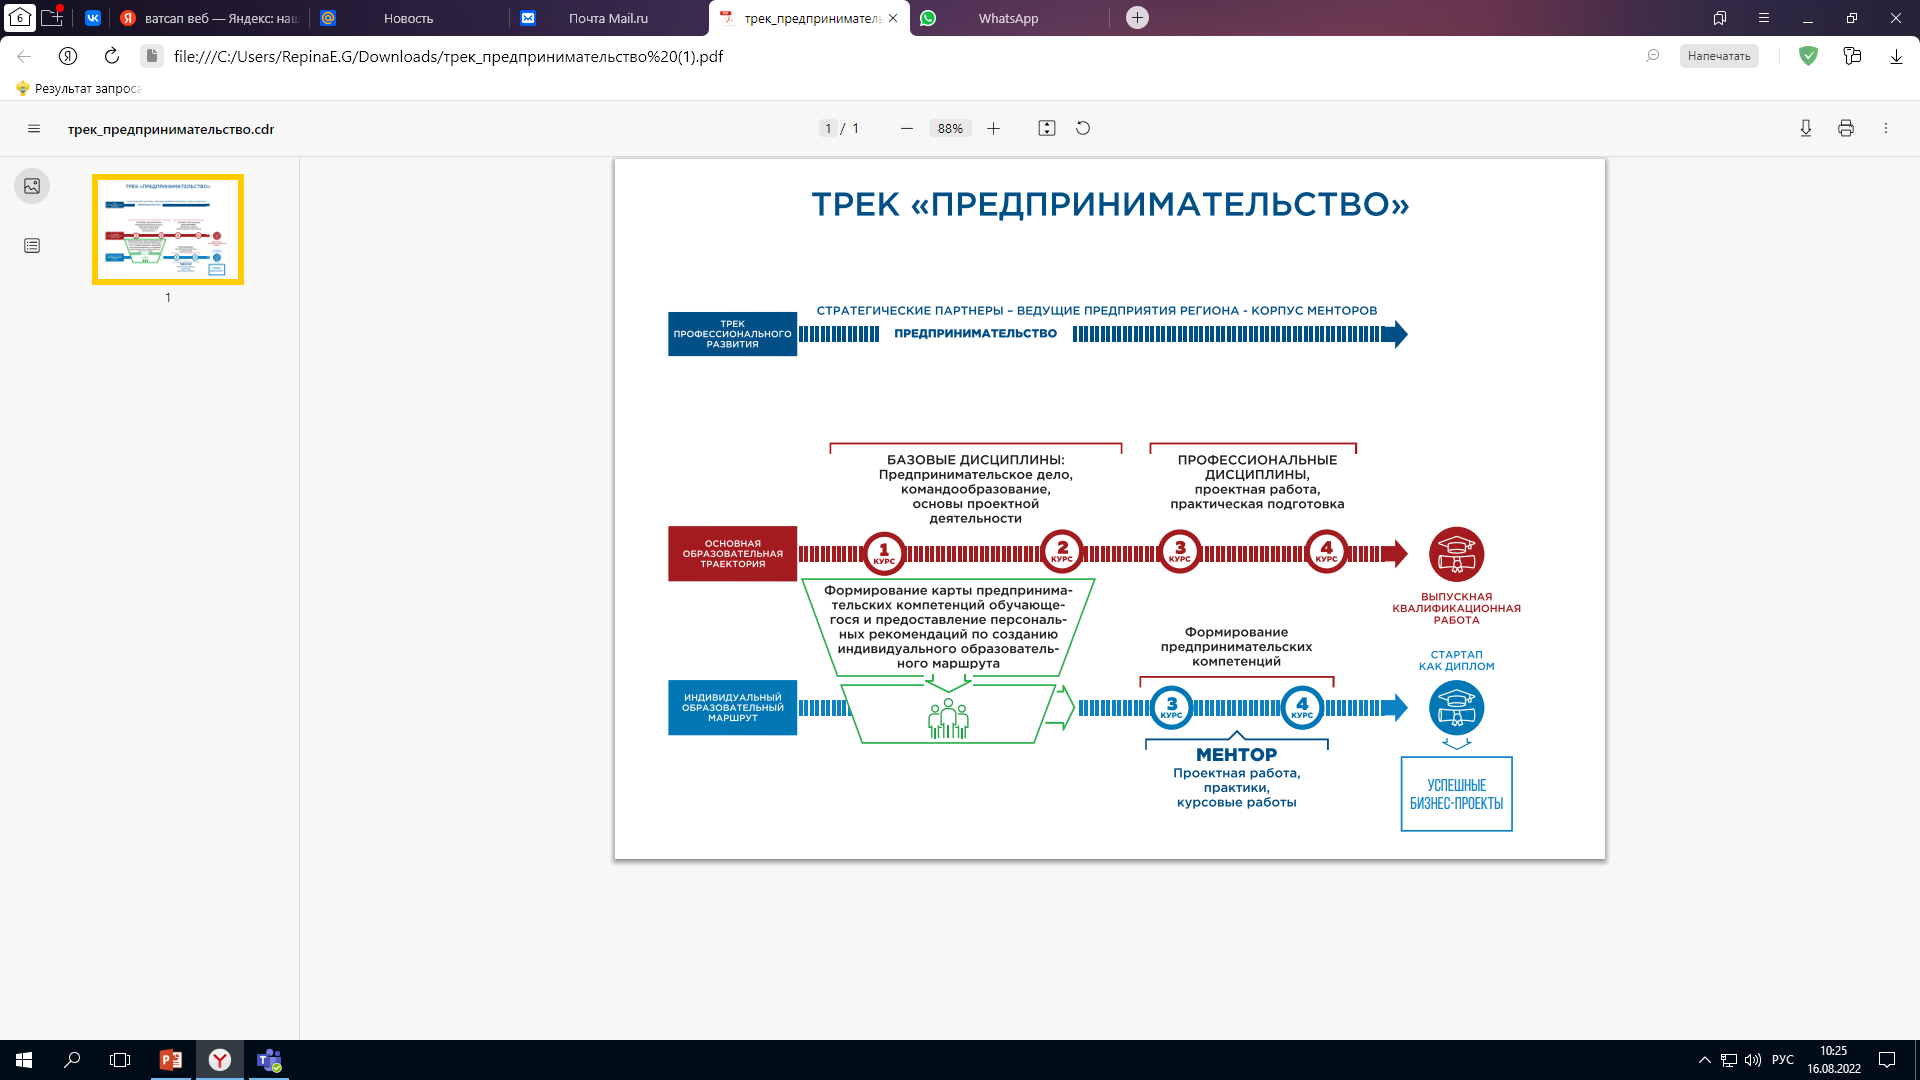 6
ватсап веб — Яндекс: наш
Новость
Почта Mail.ru
трек_предприниматель
WhatsApp
file:///C:/Users/RepinaE.G/Downloads/трек_предпринимательство%20(1).pdf
Напечатать
Результат запроса
трек_предпринимательство.cdr
1 / 1
88%
1
ТРЕК «ПРЕДПРИНИМАТЕЛЬСТВО»
СТРАТЕГИЧЕСКИЕ ПАРТНЕРЫ – ВЕДУЩИЕ ПРЕДПРИЯТИЯ РЕГИОНА - КОРПУС МЕНТОРОВ
ТРЕК
ПРОФЕССИОНАЛЬНОГО
РАЗВИТИЯ
ПРЕДПРИНИМАТЕЛЬСТВО
БАЗОВЫЕ ДИСЦИПЛИНЫ:
Предпринимательское дело,
командообразование,
основы проектной
деятельности
ПРОФЕССИОНАЛЬНЫЕ
ДИСЦИПЛИНЫ,
проектная работа,
практическая подготовка
ОСНОВНАЯ
ОБРАЗОВАТЕЛЬНАЯ
ТРАЕКТОРИЯ
1
КУРС
2
КУРС
3
КУРС
4
КУРС
ВЫПУСКНАЯ
КВАЛИФИКАЦИОННАЯ
РАБОТА
Формирование карты предпринима-
тельских компетенций обучающе-
гося и предоставление персональ-
ных рекомендаций по созданию
индивидуального образователь-
ного маршрута
Формирование
предпринимательских
компетенций
СТАРТАП
КАК ДИПЛОМ
ИНДИВИДУАЛЬНЫЙ
ОБРАЗОВАТЕЛЬНЫЙ
МАРШРУТ
3
КУРС
4
КУРС
МЕНТОР
Проектная работа,
практики,
курсовые работы
УСПЕШНЫЕ
БИЗНЕС-ПРОЕКТЫ
РУС
10:25
16.08.2022